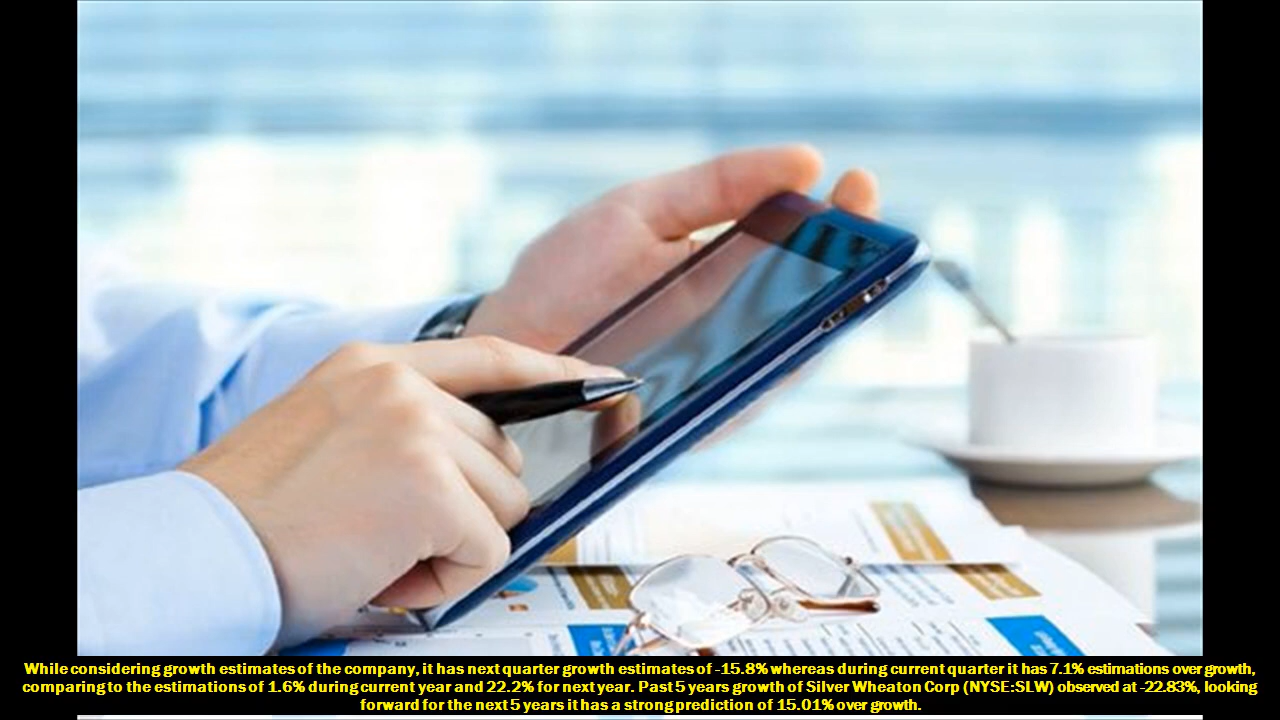 While considering growth estimates of the company, it has next quarter growth estimates of -15.8% whereas during current quarter it has 7.1% estimations over growth,
comparing to the estimations of 1.6% during current year and 22.2% for next year. Past 5 years growth of Silver Wheaton Corp (NYSE:SLW) observed at -22.83%, looking
forward for the next 5 years it has a strong prediction of 15.01% over growth.